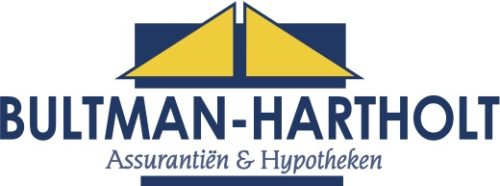 BULTMAN-HARTHOLT
Assurantiën & Hypotheken